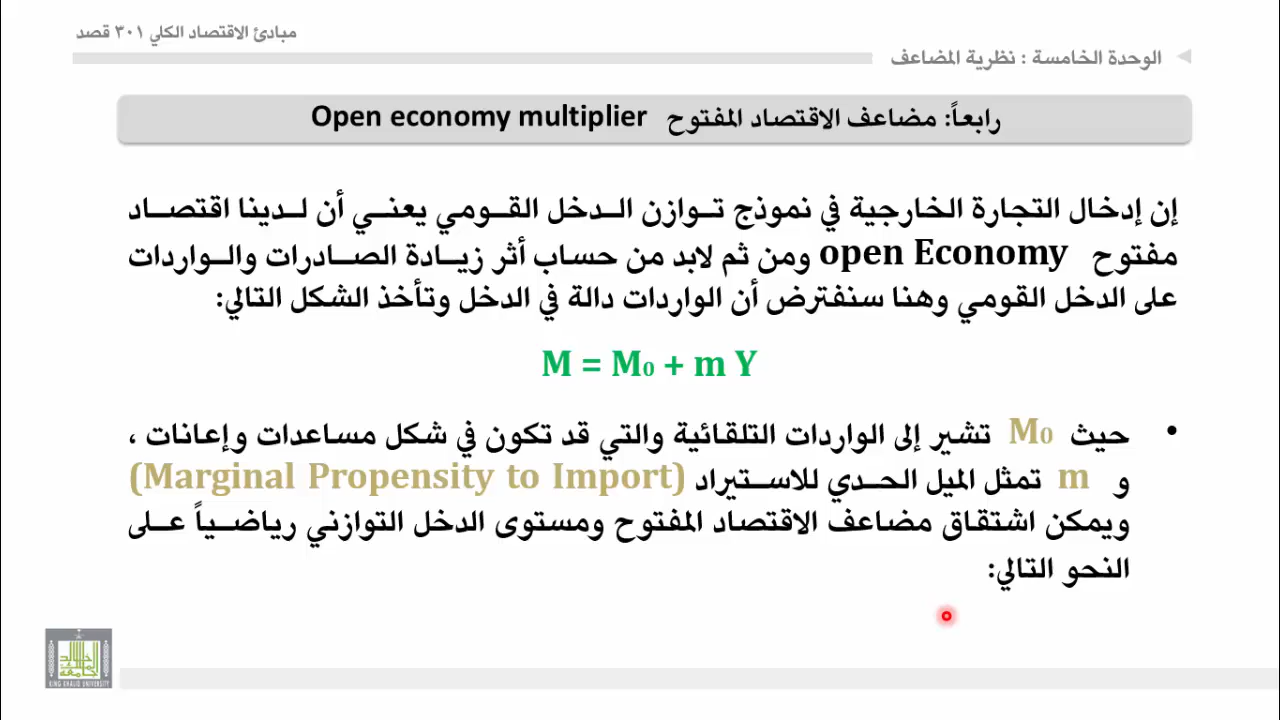 مبادئ الاقتصاد الكلي ٣٠١ قصد
الوحدة الخامسة : نظرية المضاعف
رابعاً: مضاعف الاقتصاد المفتوح Open economy multiplier
إن إدخال التجارة الخارجية في نموذج توازن الدخل القومي يعني أن لدينا اقتصاد
مفتوح open Economy ومن ثم لابد من حساب أثر زيادة الصادرات والواردات
على الدخل القومي وهنا سنفترض أن الواردات دالة في الدخل وتأخذ الشكل التالي:
M = M₀ + m Y
• حيث M₀ تشير إلى الواردات التلقائية والتي قد تكون في شكل مساعدات وإعانات ،
و m تمثل الميل الحدي للاستيراد (Marginal Propensity to Import)
ويمكن اشتقاق مضاعف الاقتصاد المفتوح ومستوى الدخل التوازني رياضياً على
النحو التالي:
KING KHALID UNIVERSITY